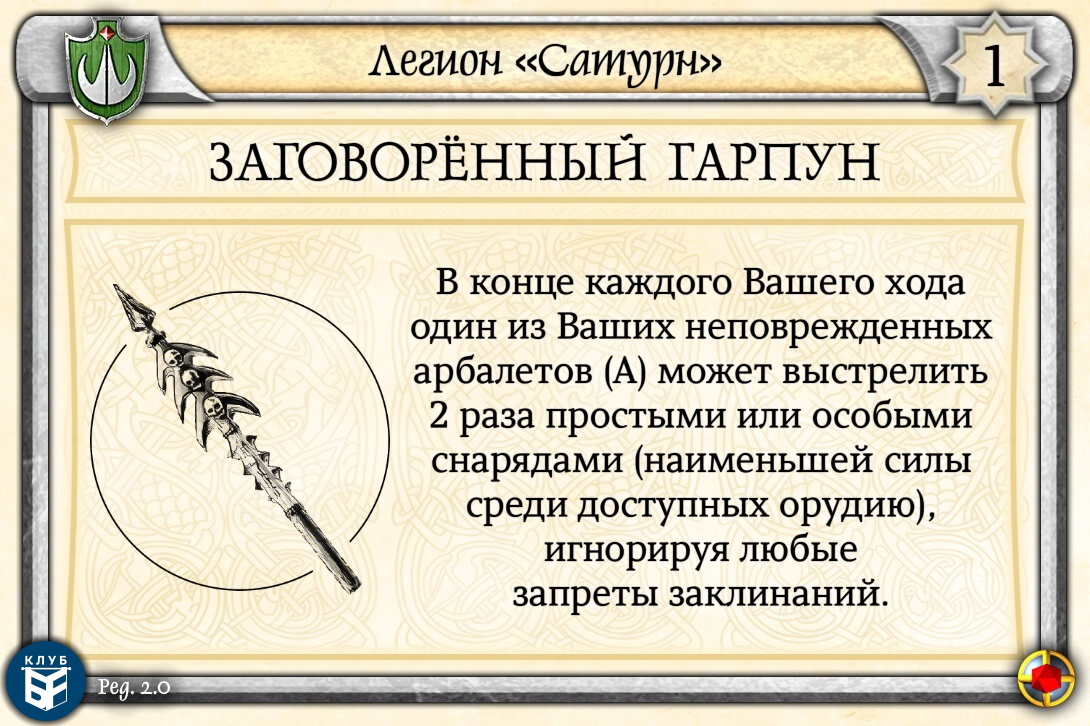 Легион «Сатурн»
1
ЗАГОВОРЁННЫЙ ГАРПУН
В конце каждого Вашего хода
один из Ваших неповрежденных
арбалетов (А) может выстрелить
2 раза простыми или особыми
снарядами (наименьшей силы
среди доступных орудию),
игнорируя любые
запреты заклинаний.
КЛУБ
Ред. 2.0